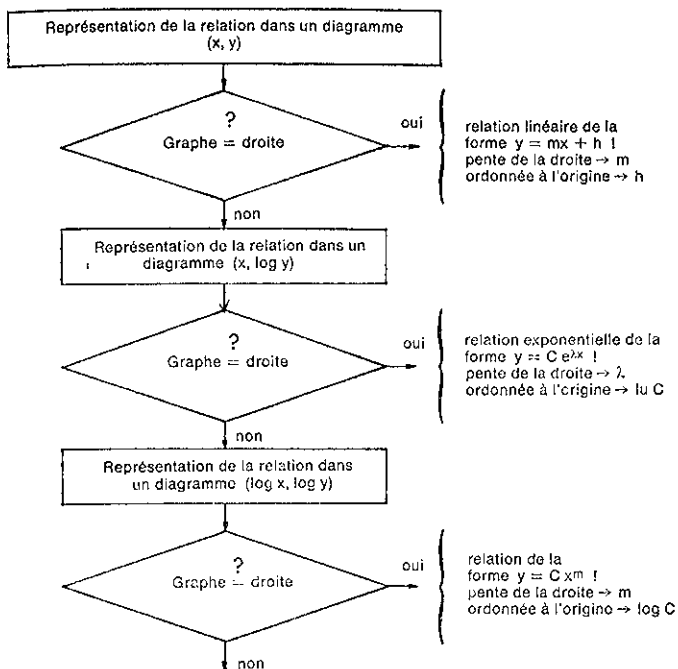 Représentation de la relation dans un diagramme
(x, y)
?
Graphe = droite
oui
relation linéaire de la
forme y = mx + h !
pente de la droite → m
ordonnée à l'origine → h
non
Représentation de la relation dans un
diagramme (x, log y)
?
Graphe = droite
oui
relation exponentielle de la
forme y = C e^λx !
pente de la droite → λ
ordonnée à l'origine → lu C
non
Représentation de la relation dans
un diagramme (log x, log y)
?
Graphe = droite
oui
relation de la
forme y = C x^m !
pente de la droite → m
ordonnée à l'origine → log C
non